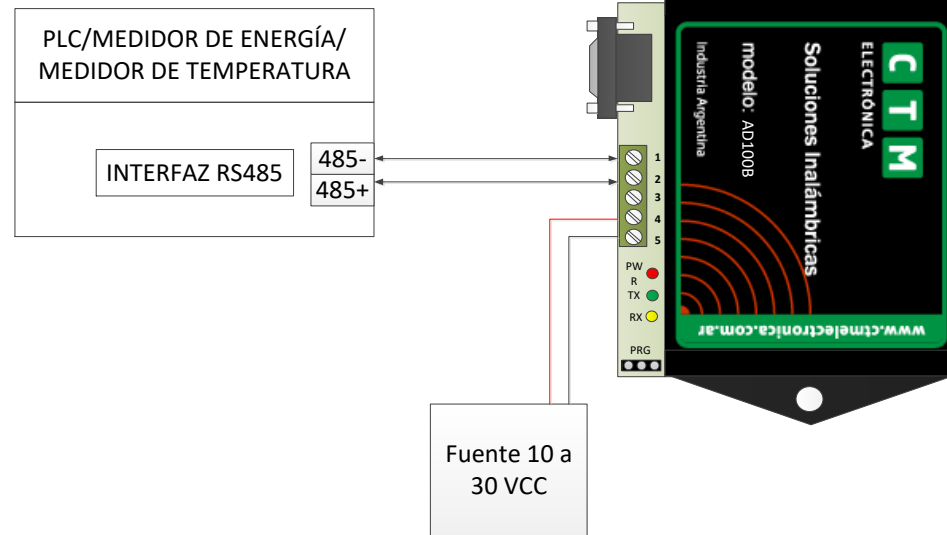 PLC/MEDIDOR DE ENERGÍA/
MEDIDOR DE TEMPERATURA
INTERFAZ RS485
485-
485+
1
2
3
4
5
PW
R
TX
RX
PRG
CTM
ELECTRÓNICA
Soluciones Inalámbricas
modelo: AD100B
Industria Argentina
www.ctmelectronica.com.ar
Fuente 10 a
30 VCC